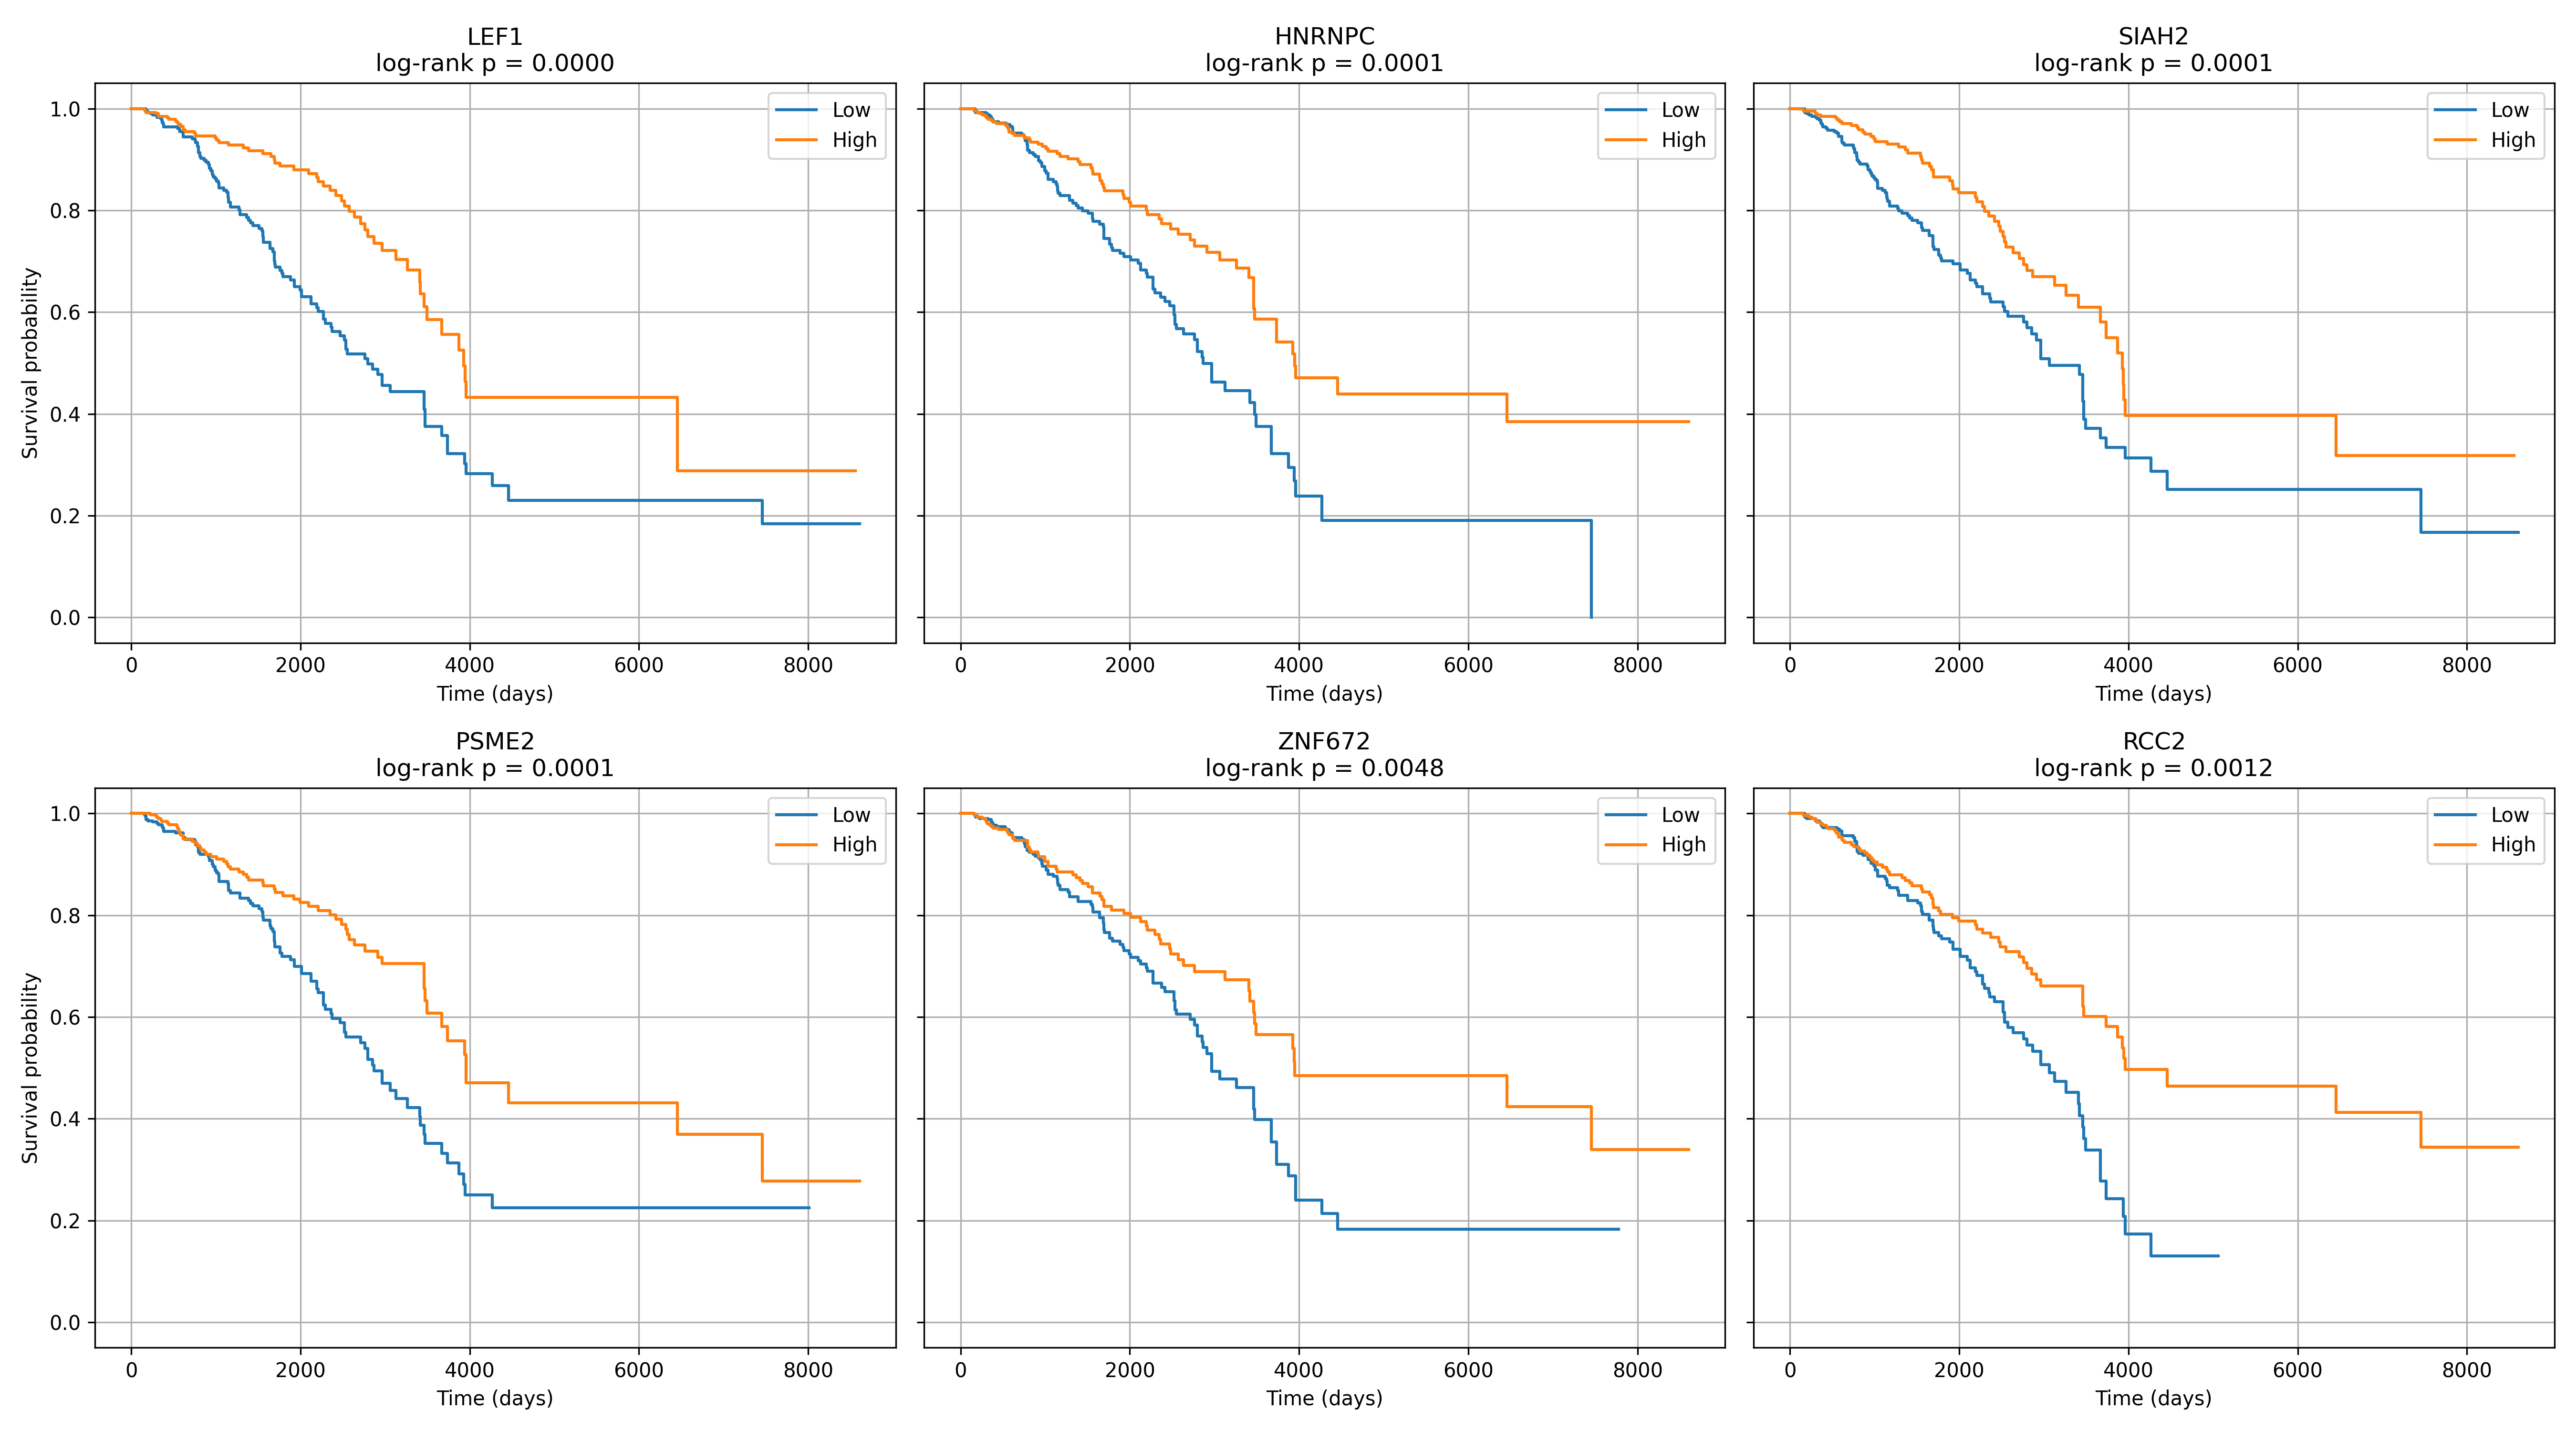 LEF1
log-rank p = 0.0000
Low
High
1.0
0.8
0.6
0.4
0.2
0.0
Survival probability
0 2000 4000 6000 8000
Time (days)
HNRNPC
log-rank p = 0.0001
Low
High
0 2000 4000 6000 8000
Time (days)
SIAH2
log-rank p = 0.0001
Low
High
0 2000 4000 6000 8000
Time (days)
PSME2
log-rank p = 0.0001
Low
High
1.0
0.8
0.6
0.4
0.2
0.0
Survival probability
0 2000 4000 6000 8000
Time (days)
ZNF672
log-rank p = 0.0048
Low
High
0 2000 4000 6000 8000
Time (days)
RCC2
log-rank p = 0.0012
Low
High
0 2000 4000 6000 8000
Time (days)